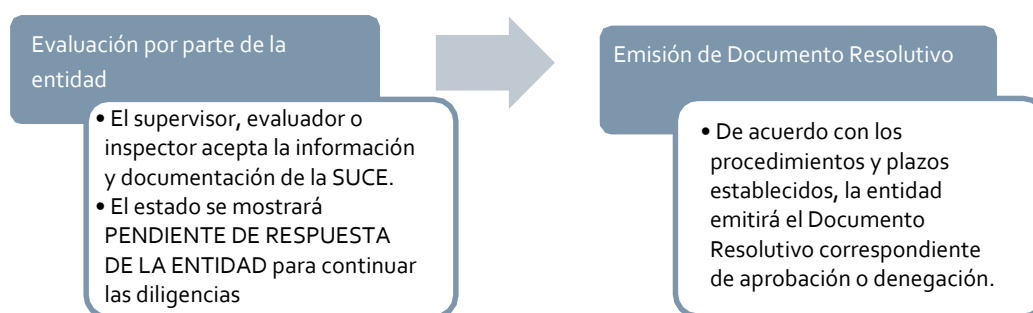 Evaluación por parte de la
entidad
• El supervisor, evaluador o
inspector acepta la información
y documentación de la SUCE.
• El estado se mostrará
PENDIENTE DE RESPUESTA
DE LA ENTIDAD para continuar
las diligencias
Emisión de Documento Resolutivo
• De acuerdo con los
procedimientos y plazos
establecidos, la entidad
emitirá el Documento
Resolutivo correspondiente
de aprobación o denegación.